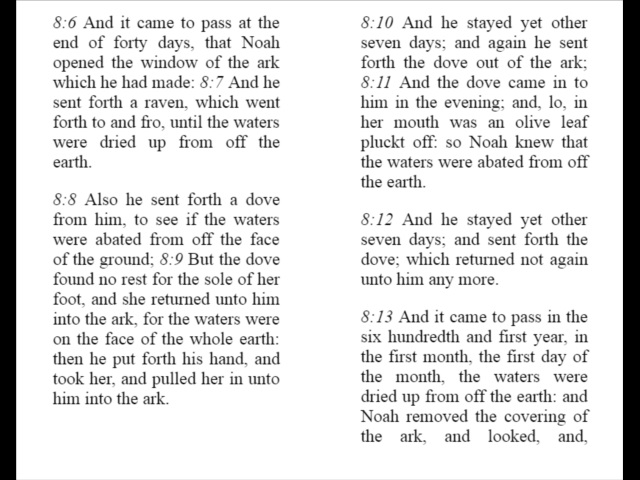 8:6 And it came to pass at the
end of forty days, that Noah
opened the window of the ark
which he had made: 8:7 And he
sent forth a raven, which went
forth to and fro, until the waters
were dried up from off the
earth.
8:8 Also he sent forth a dove
from him, to see if the waters
were abated from off the face
of the ground; 8:9 But the dove
found no rest for the sole of her
foot, and she returned unto him
into the ark, for the waters were
on the face of the whole earth:
then he put forth his hand, and
took her, and pulled her in unto
him into the ark.
8:10 And he stayed yet other
seven days; and again he sent
forth the dove out of the ark;
8:11 And the dove came in to
him in the evening; and, lo, in
her mouth was an olive leaf
pluckt off: so Noah knew that
the waters were abated from off
the earth.
8:12 And he stayed yet other
seven days; and sent forth the
dove; which returned not again
unto him any more.
8:13 And it came to pass in the
six hundredth and first year, in
the first month, the first day of
the month, the waters were
dried up from off the earth: and
Noah removed the covering of
the ark, and looked, and,